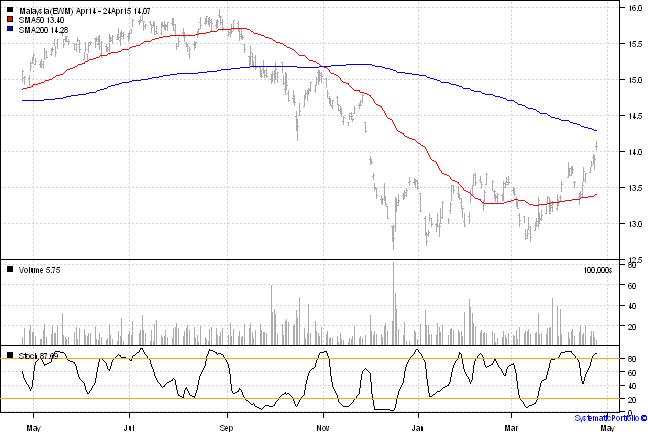 Malaysia(EWM) Apr14 - 24Apr15 14.07
SMA50 13.40
SMA200 14.28
16.0
15.5
15.0
14.5
14.0
13.5
13.0
12.5
Volume 5.75
100,000s
80
60
40
20
Stoch 87.69
80
60
40
20
0
May
Jul
Sep
Nov
Jan
Mar
May
SystematicPortfolio ©